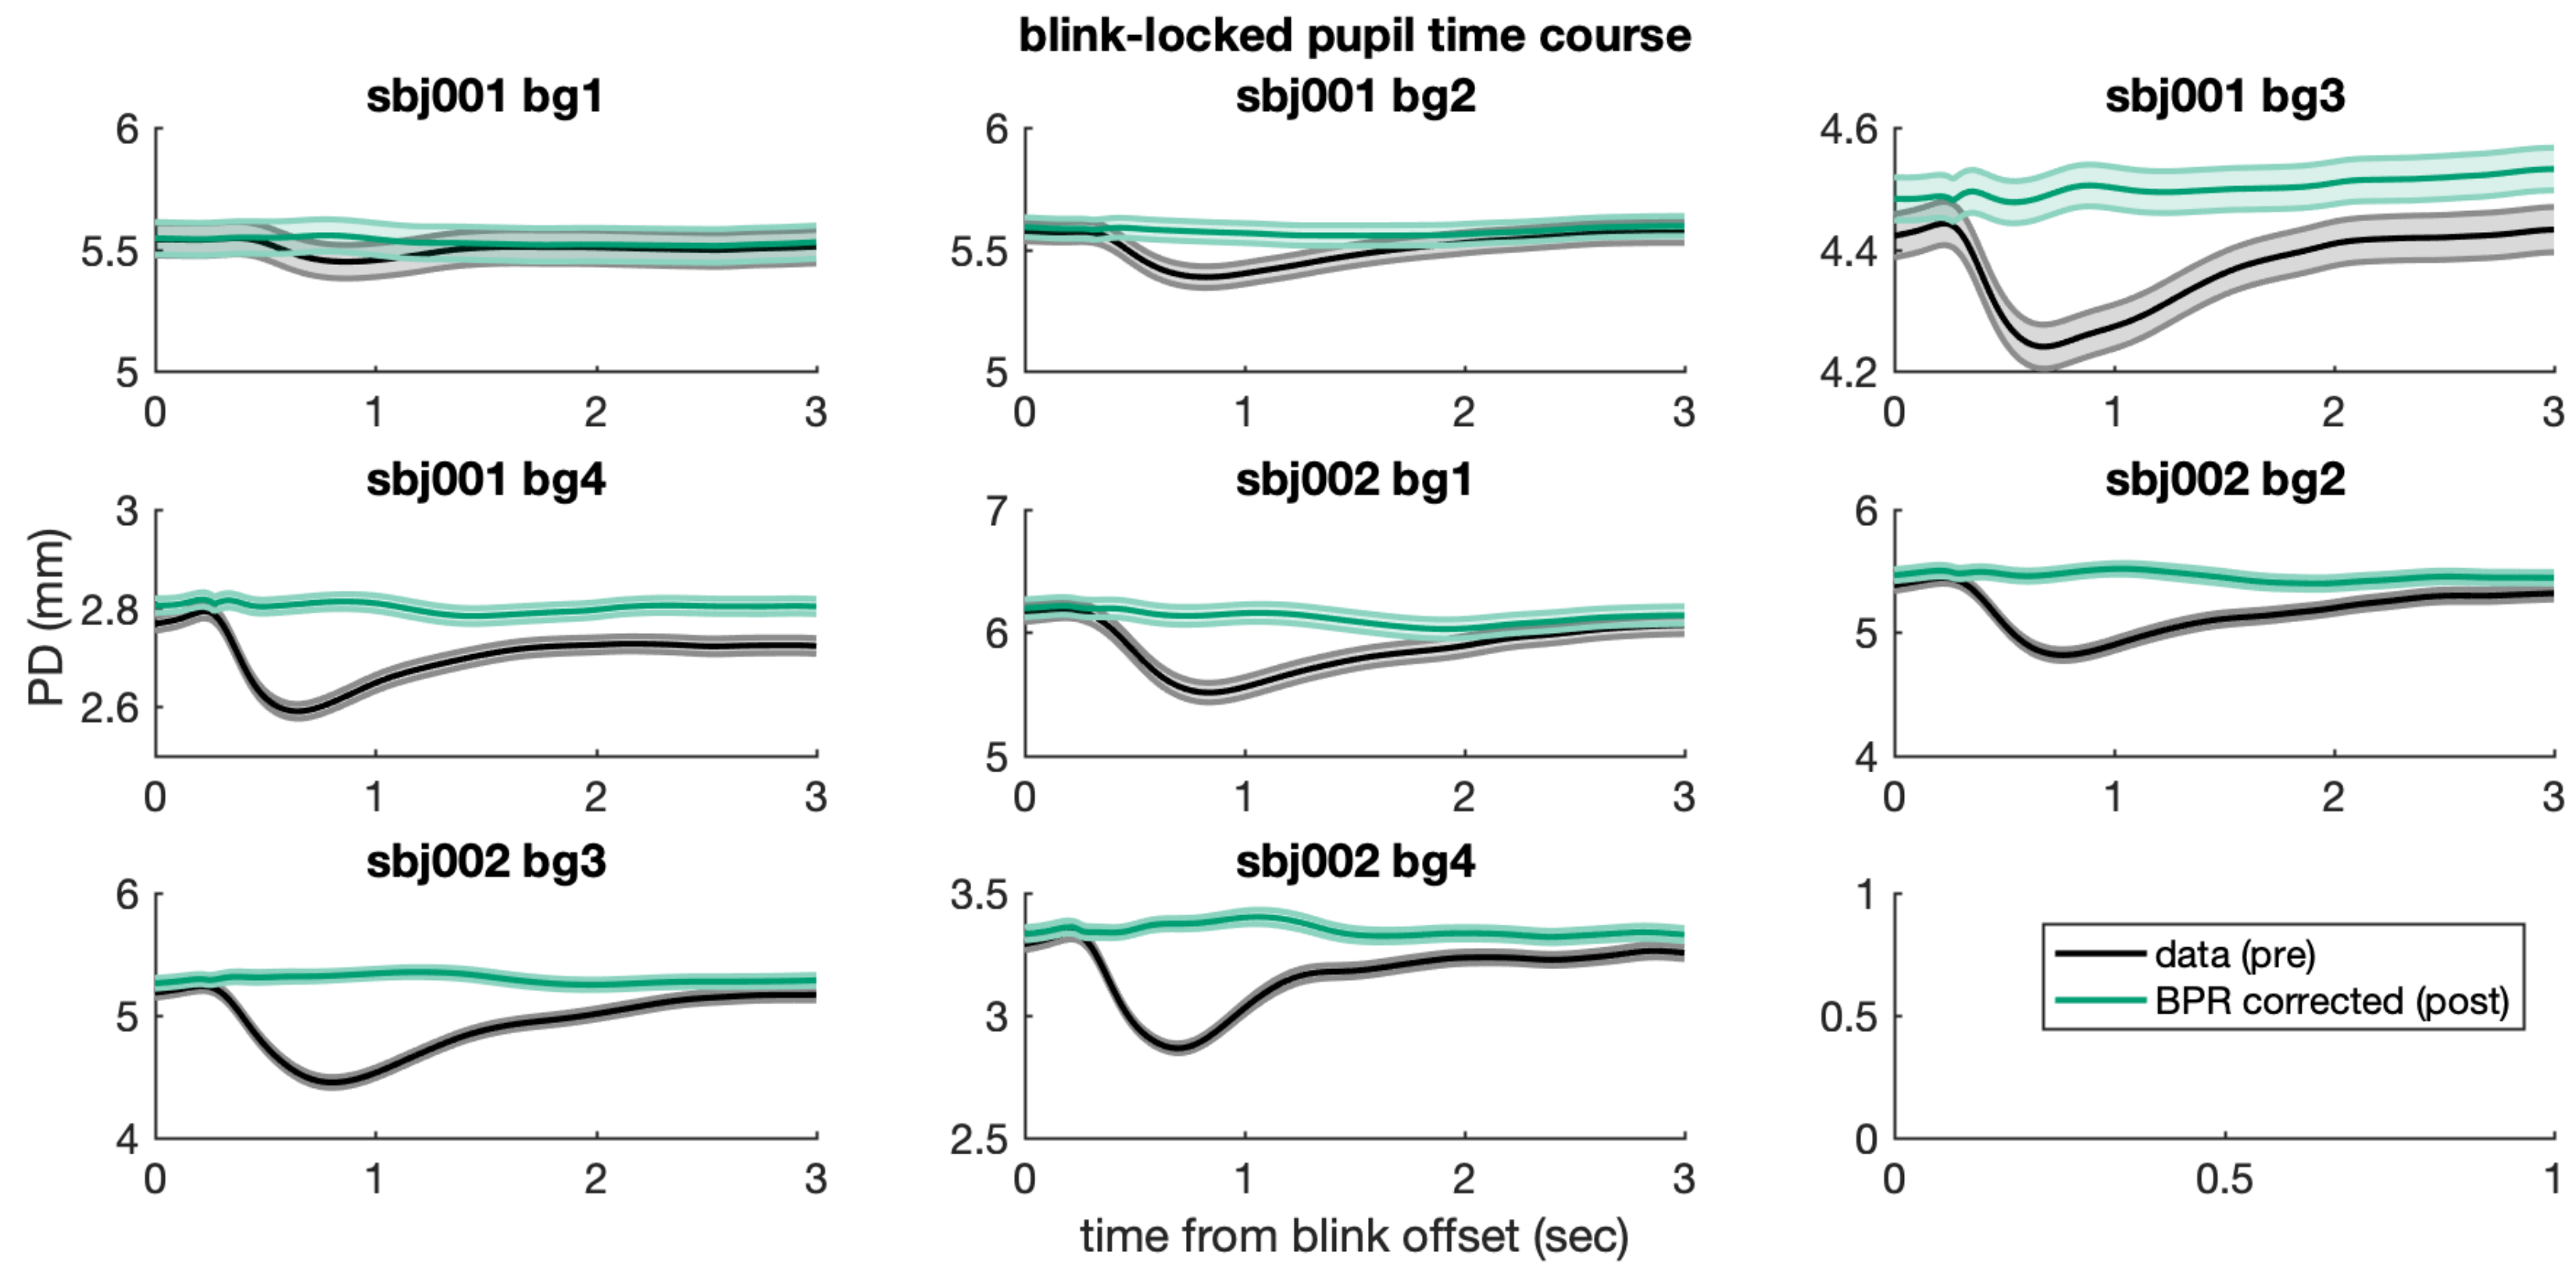 blink-locked pupil time course
sbj001 bg1
6
5.5
5
0 1 2 3
sbj001 bg2
6
5.5
5
0 1 2 3
sbj001 bg3
4.6
4.4
4.2
0 1 2 3
PD (mm)
sbj001 bg4
3
2.8
2.6
0 1 2 3
sbj002 bg1
7
6
5
0 1 2 3
sbj002 bg2
6
5
4
0 1 2 3
sbj002 bg3
6
5
4
0 1 2 3
sbj002 bg4
3.5
3
2.5
0 1 2 3
time from blink offset (sec)
1
0.5
0
0 0.5 1
data (pre)
BPR corrected (post)